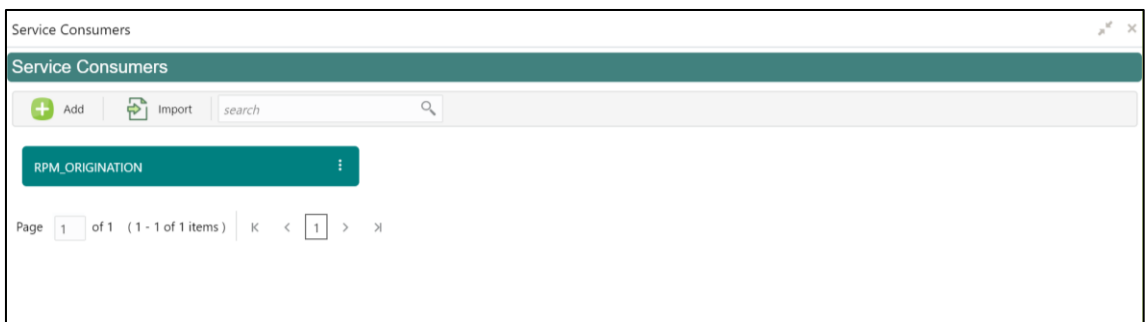 Service Consumers
Service Consumers
Add Import search
RPM_ORIGINATION
Page 1 of 1 ( 1 - 1 of 1 items ) 1